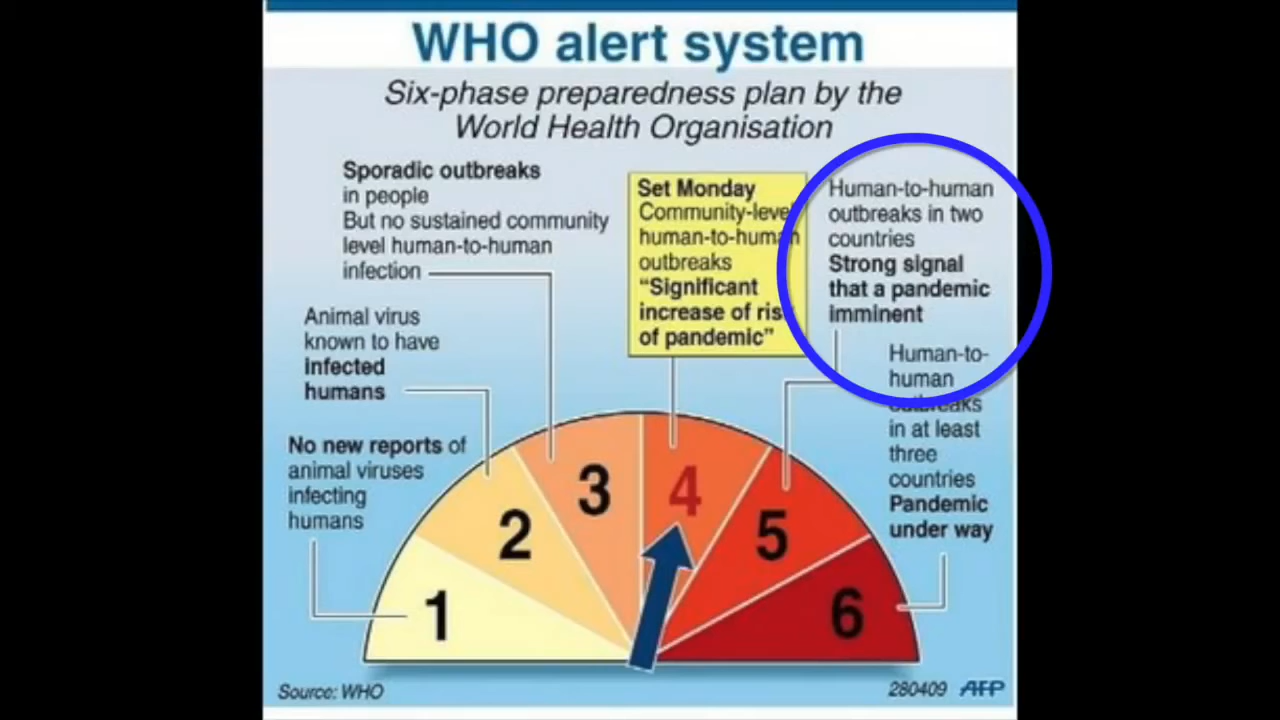 WHO alert system
Six-phase preparedness plan by the
World Health Organisation
Sporadic outbreaks
in people
But no sustained community
level human-to-human
infection
Set Monday
Community-level
human-to-human
outbreaks
“Significant
increase of risk
of pandemic”
Human-to-human
outbreaks in two
countries
Strong signal
that a pandemic
imminent
Animal virus
known to have
infected
humans
Human-to-
human
outbreaks
in at least
three
countries
Pandemic
under way
No new reports of
animal viruses
infecting
humans
1
2
3
4
5
6
Source: WHO
280409 AFP